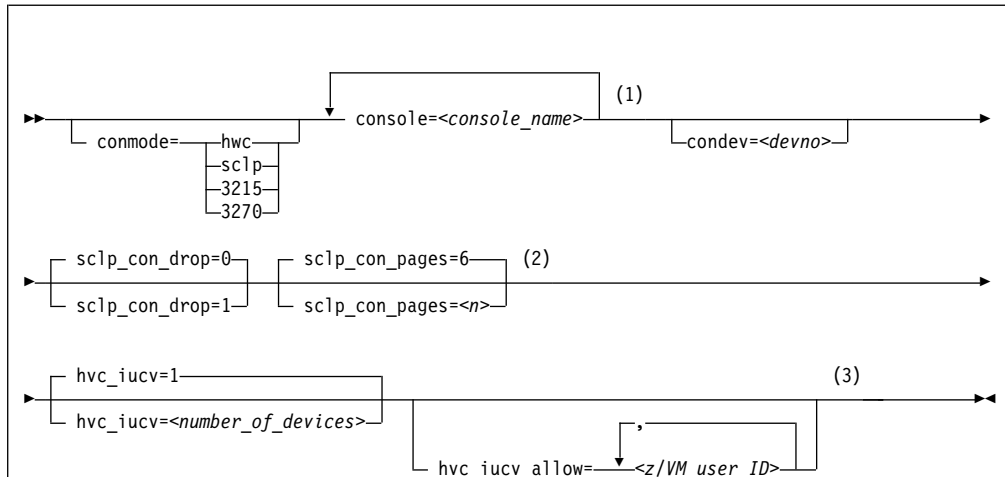 (1)
console=<console_name>
conmode= hwc condev=<devno>
sclp
3215
3270
sclp_con_drop=0 sclp_con_pages=6 (2)
sclp_con_drop=1 sclp_con_pages=<n>
hvc_iucv=1 (3)
hvc_iucv=<number_of_devices>
,
hvc_iucv_allow= <z/VM user ID>